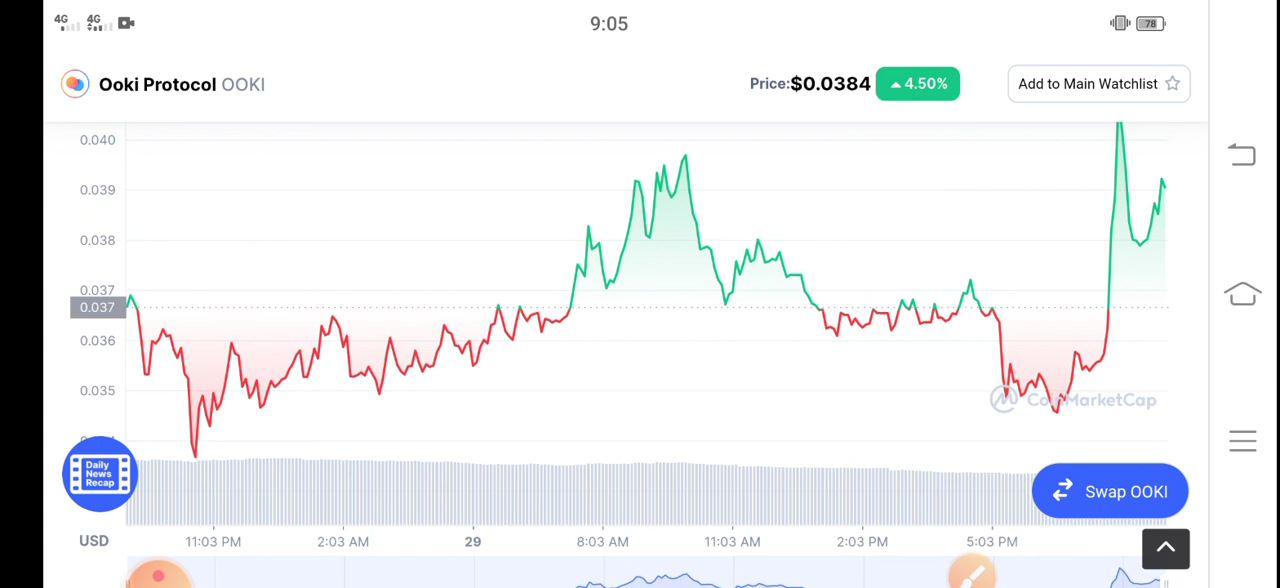 4G 4G 9:05 78
Ooki Protocol OOKI Price:$0.0384 4.50% Add to Main Watchlist
0.040
0.039
0.038
0.037
0.037
0.036
0.035
CoinMarketCap
Daily
News
Recap
Swap OOKI
USD 11:03 PM 2:03 AM 29 8:03 AM 11:03 AM 2:03 PM 5:03 PM